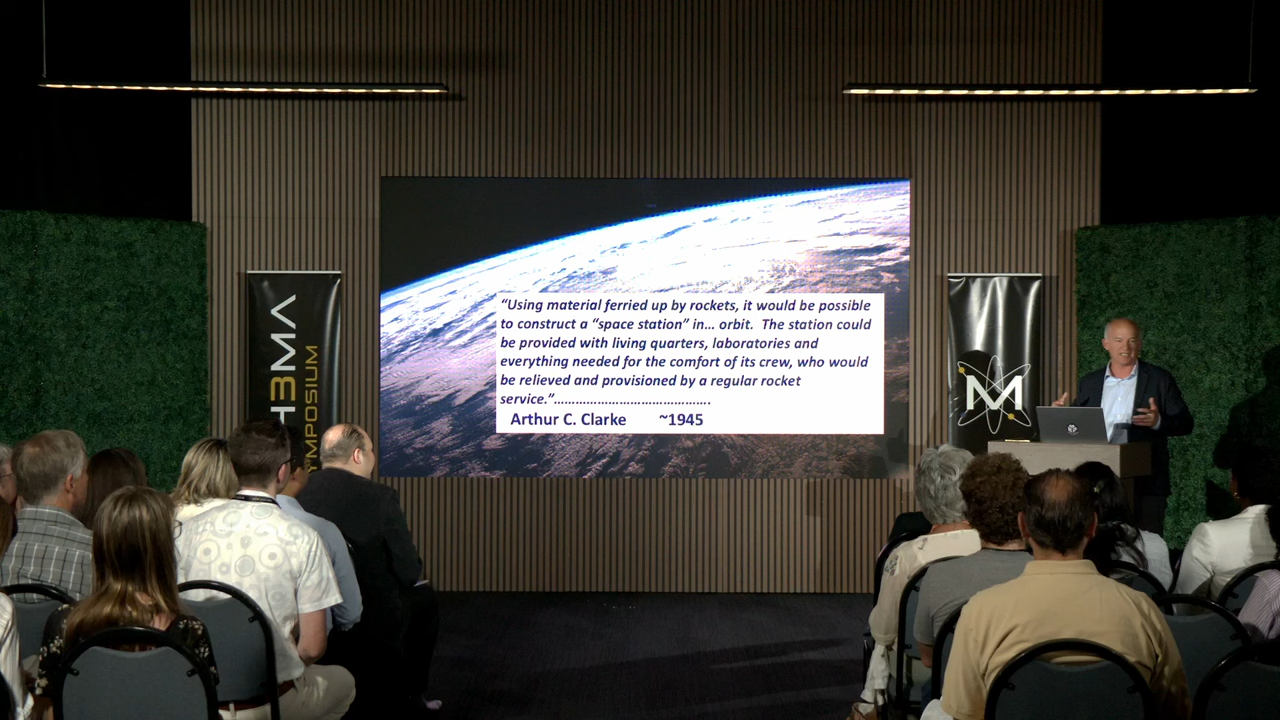 “Using material ferried up by rockets, it would be possible
to construct a “space station” in… orbit.  The station could
be provided with living quarters, laboratories and
everything needed for the comfort of its crew, who would
be relieved and provisioned by a regular rocket
service.”…………………………………….
Arthur C. Clarke ~1945
H3MA
SYMPOSIUM
M